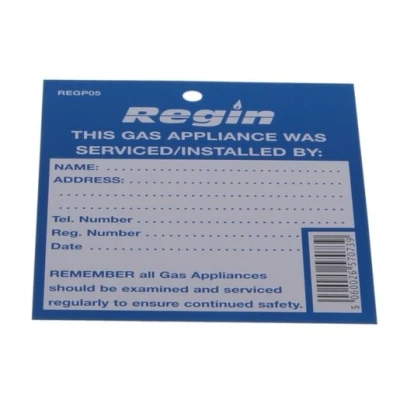 REGP05
Regin
THIS GAS APPLIANCE WAS
SERVICED/INSTALLED BY:
NAME:
ADDRESS:
Tel. Number
Reg. Number
Date
REMEMBER all Gas Appliances
should be examined and serviced
regularly to ensure continued safety.
5 060026 570739